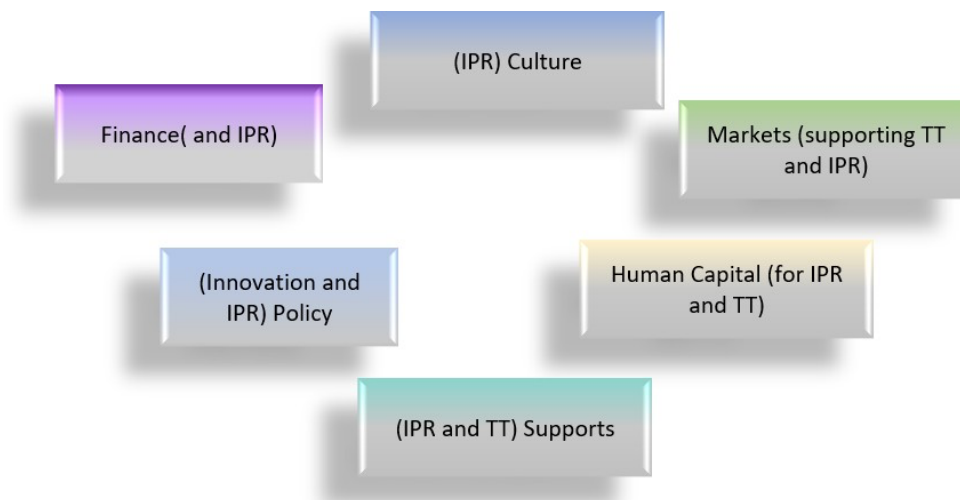 (IPR) Culture
Finance( and IPR)
Markets (supporting TT
and IPR)
(Innovation and
IPR) Policy
Human Capital (for IPR
and TT)
(IPR and TT) Supports